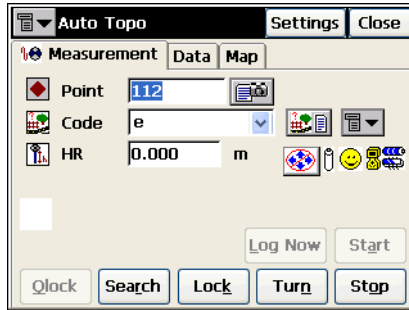 Auto Topo Settings Close
Measurement Data Map
Point 112
Code e
HR 0.000 m
Log Now Start
Qlock Search Lock Turn Stop